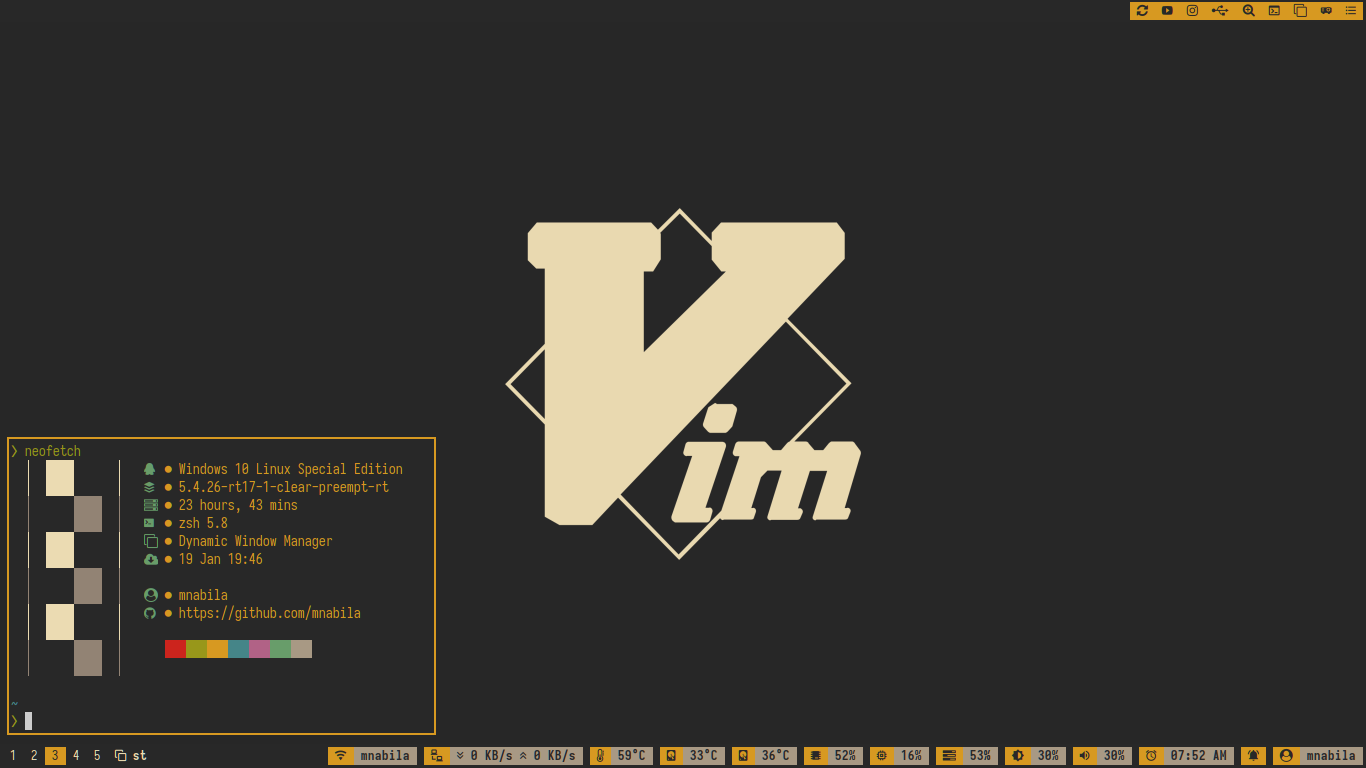 Vim
❯ neofetch
● Windows 10 Linux Special Edition
● 5.4.26-rt17-1-clear-preempt-rt
● 23 hours, 43 mins
● zsh 5.8
● Dynamic Window Manager
● 19 Jan 19:46
● mnabila
● https://github.com/mnabila
~
❯
1 2 3 4 5 st mnabila 0 KB/s 0 KB/s 59°C 33°C 36°C 52% 16% 53% 30% 30% 07:52 AM mnabila